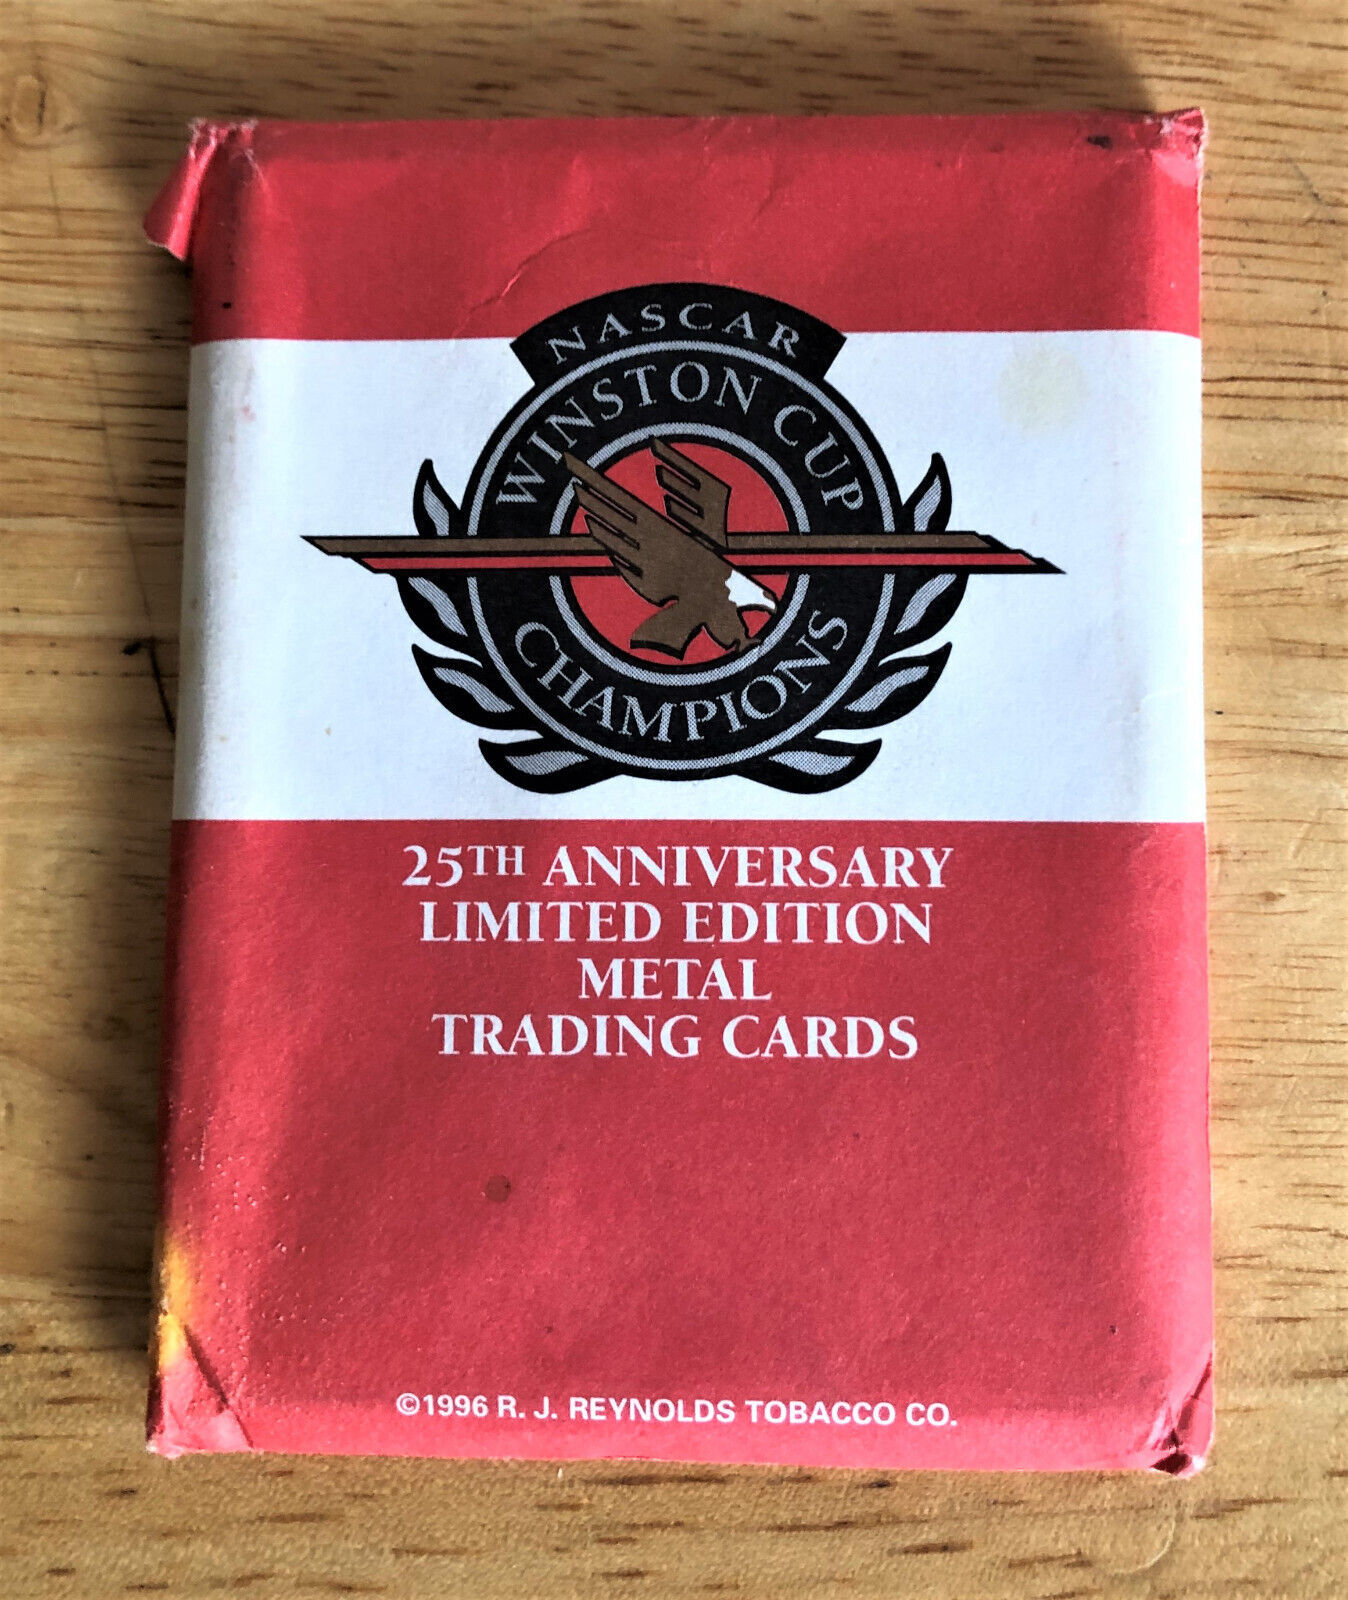 NASCAR
WINSTON CUP
CHAMPIONS
25TH ANNIVERSARY
LIMITED EDITION
METAL
TRADING CARDS
©1996 R. J. REYNOLDS TOBACCO CO.